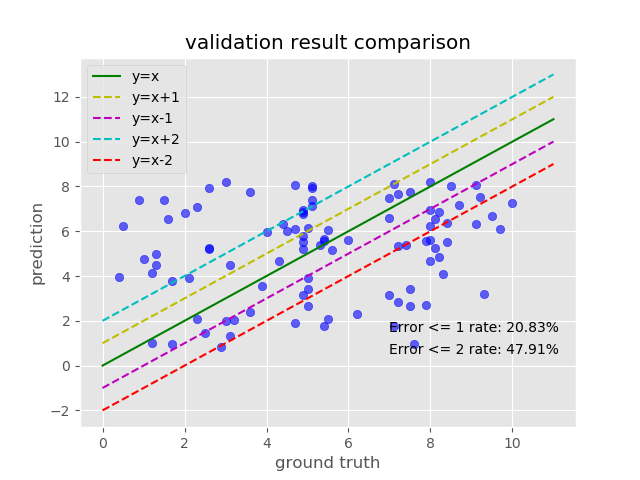 validation result comparison
y=x
y=x+1
y=x-1
y=x+2
y=x-2
12
10
8
6
4
2
0
−2
prediction
Error <= 1 rate: 20.83%
Error <= 2 rate: 47.91%
0 2 4 6 8 10
ground truth